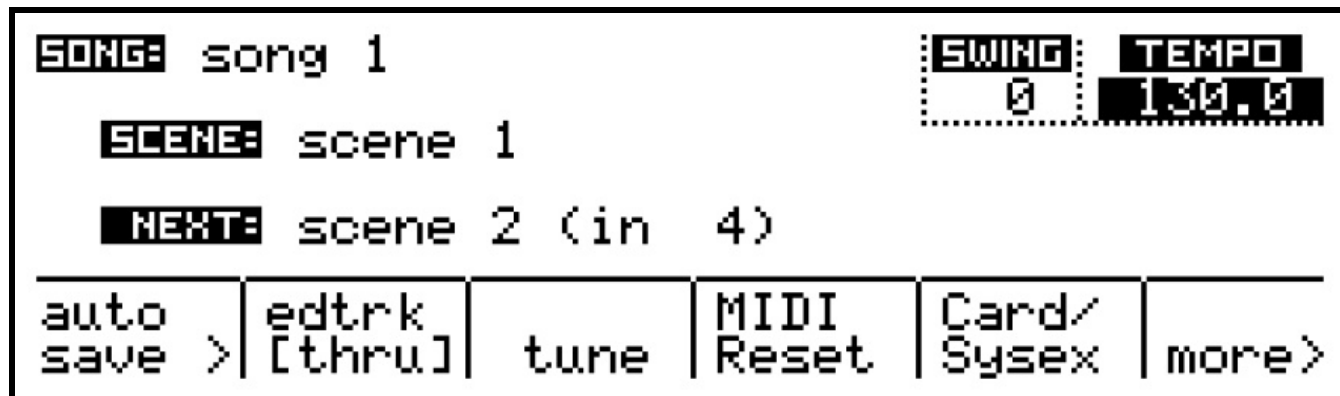 SONG: song 1 SWING TEMPO
0 130.0
SCENE: scene 1
NEXT: scene 2 (in 4)
auto edtrk MIDI Card/
save > [thru] tune Reset Sysex more>